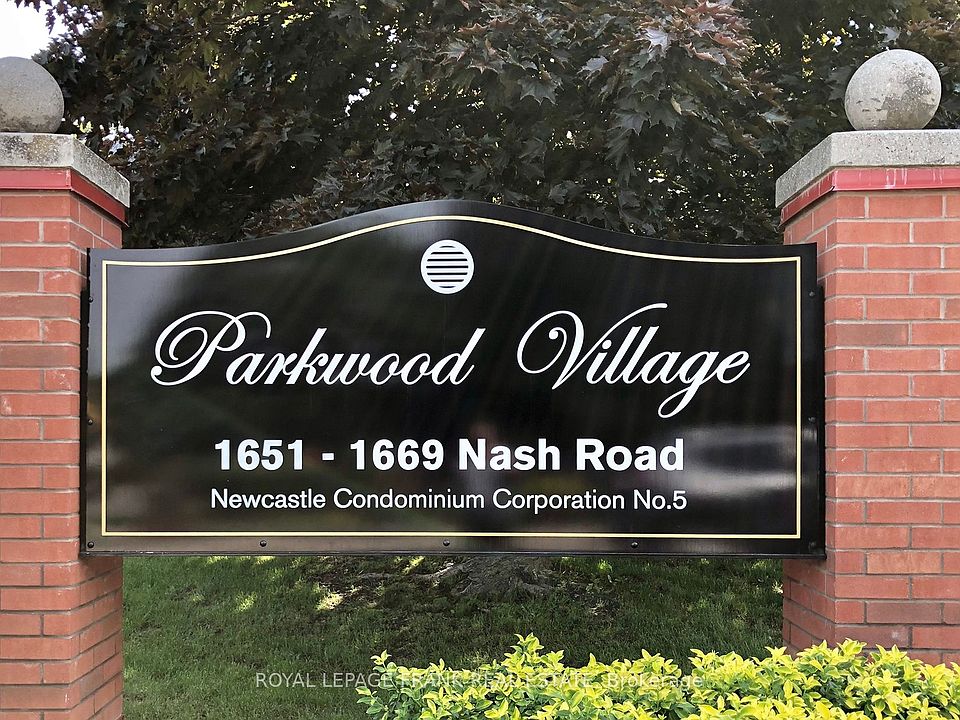 Parkwood Village
1651 - 1669 Nash Road
Newcastle Condominium Corporation No.5
ROYAL LEPAGE FRANK REAL ESTATE, Brokerage